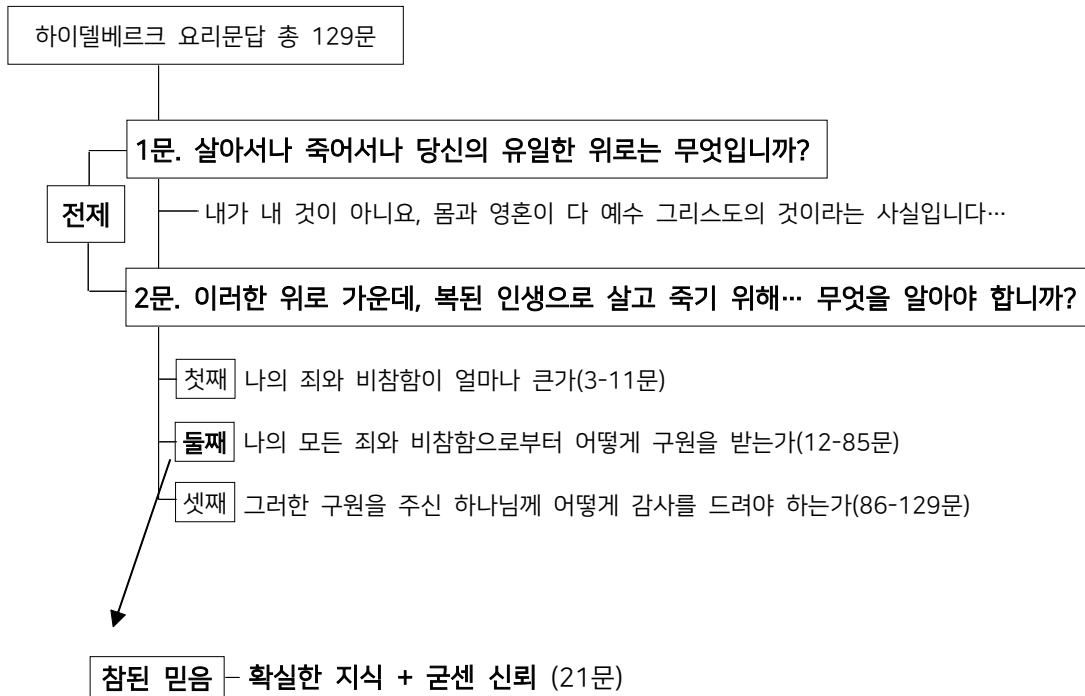 하이델베르크 요리문답 총 129문
1문. 살아서나 죽어서나 당신의 유일한 위로는 무엇입니까?
전제
내가 내 것이 아니요, 몸과 영혼이 다 예수 그리스도의 것이라는 사실입니다…
2문. 이러한 위로 가운데, 복된 인생으로 살고 죽기 위해… 무엇을 알아야 합니까?
첫째 나의 죄와 비참함이 얼마나 큰가(3-11문)
둘째 나의 모든 죄와 비참함으로부터 어떻게 구원을 받는가(12-85문)
셋째 그러한 구원을 주신 하나님께 어떻게 감사를 드려야 하는가(86-129문)
참된 믿음 확실한 지식 + 굳센 신뢰 (21문)